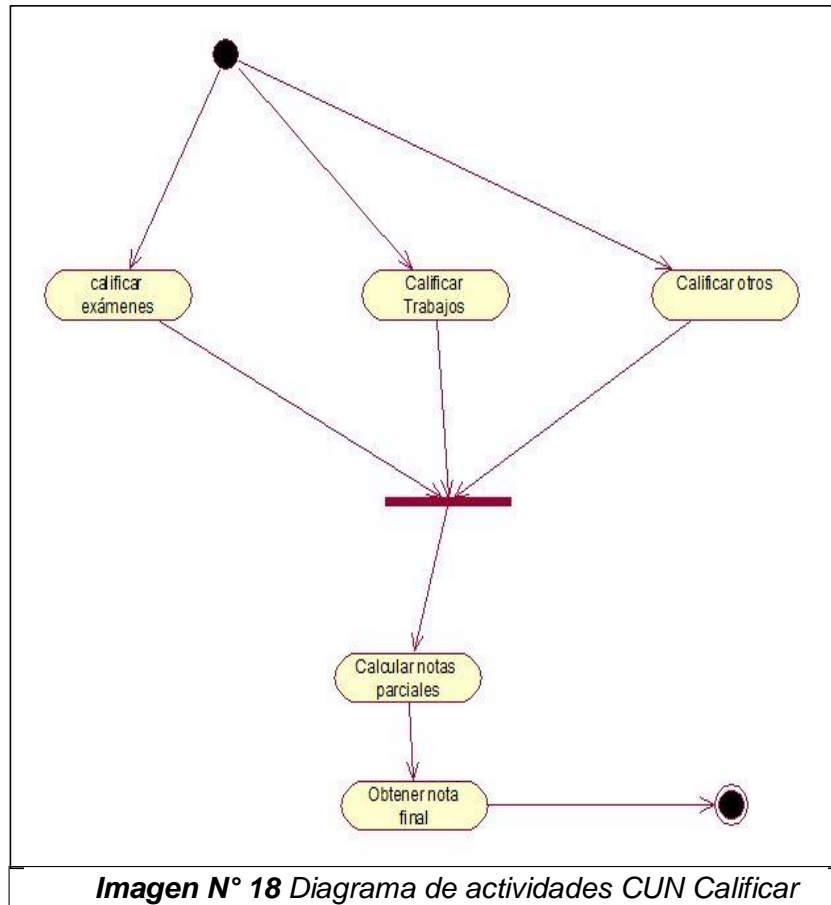 calificar
exámenes
Calificar
Trabajos
Calificar otros
Calcular notas
parciales
Obtener nota
final
Imagen N° 18 Diagrama de actividades CUN Calificar